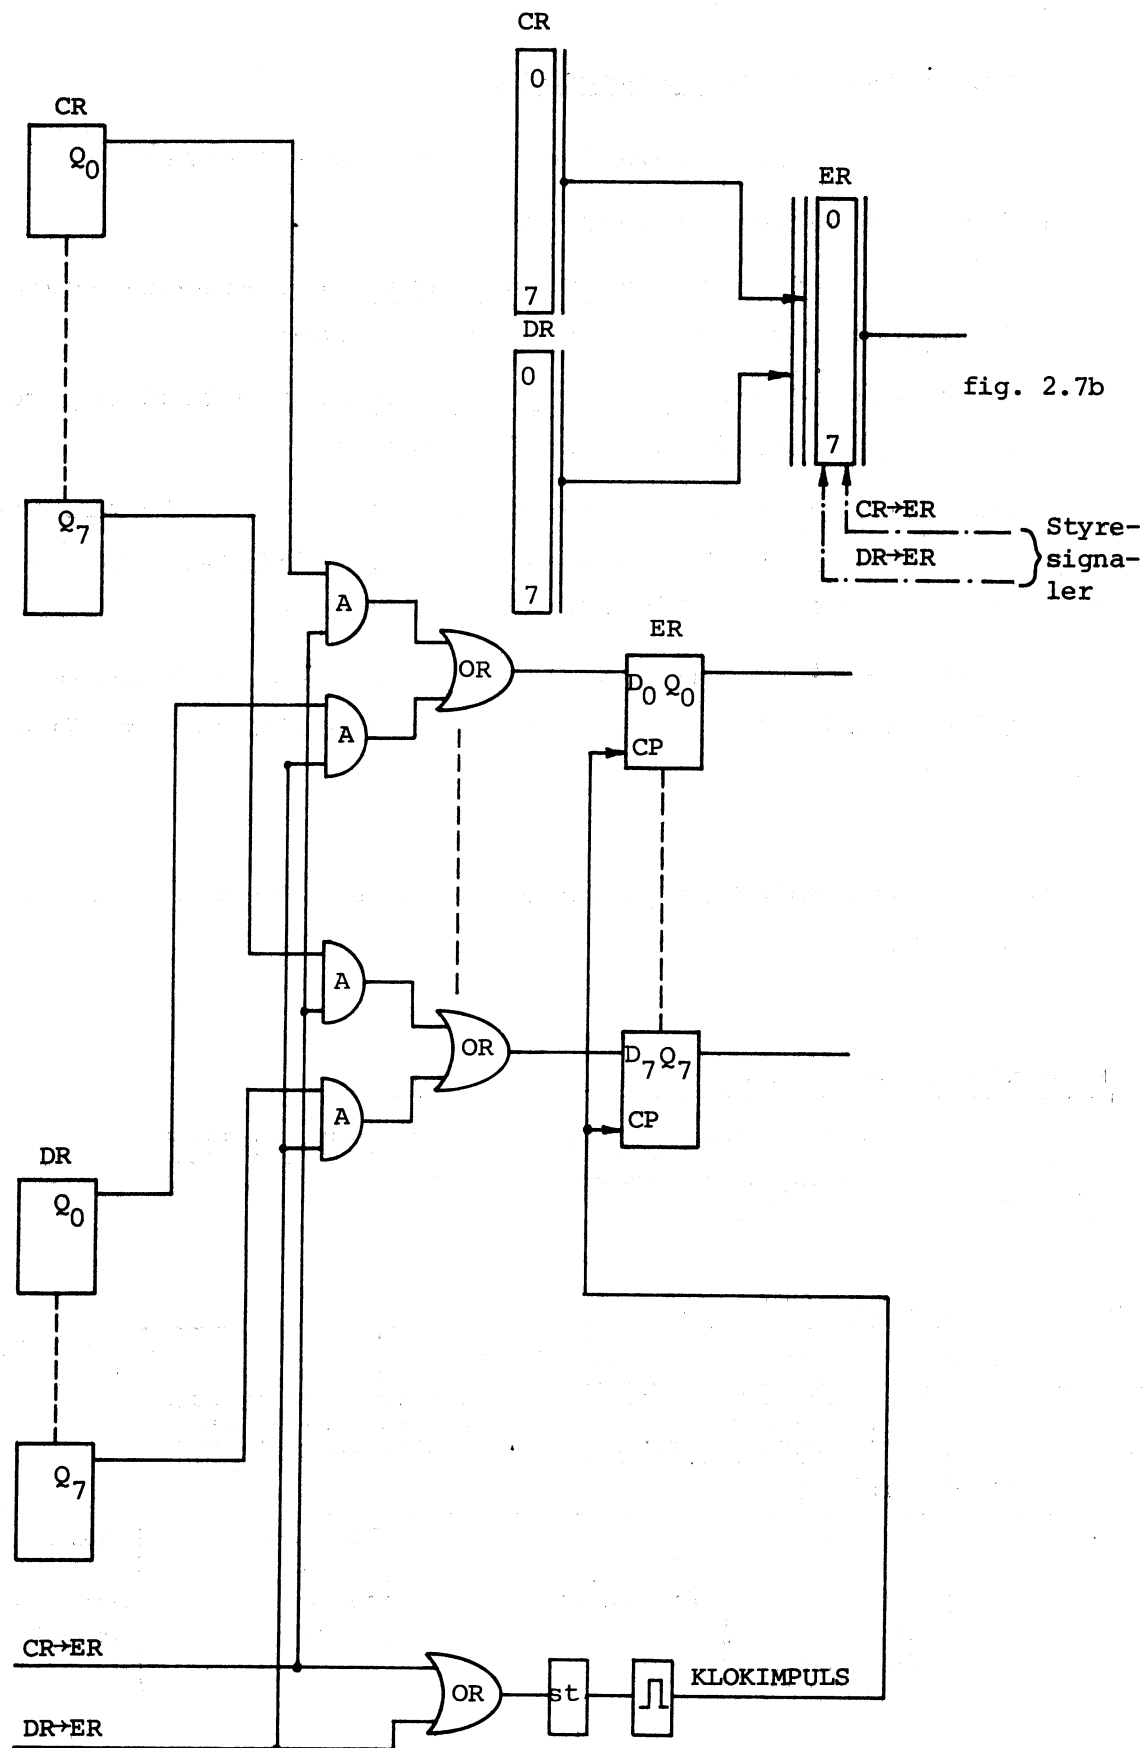 CR
0
7
CR
Q0
ER
0
7
DR
0
7
fig. 2.7b
CR→ER
DR→ER
Styre-
signa-
ler
Q7
A
OR
A
ER
D0 Q0
CP
A
OR
A
D7 Q7
CP
DR
Q0
Q7
CR→ER
DR→ER
OR
st
KLOKIMPULS